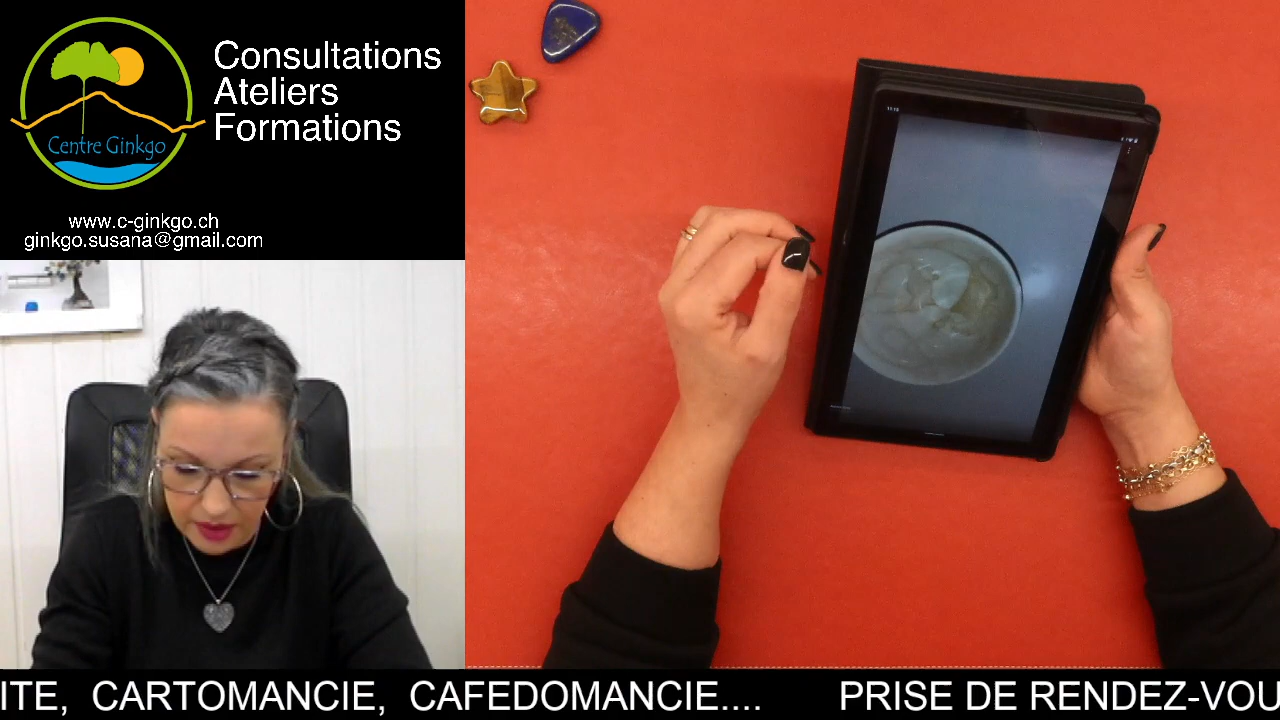 Consultations
Ateliers
Formations
Centre Ginkgo
www.c-ginkgo.ch
ginkgo.susana@gmail.com
ITE, CARTOMANCIE, CAFEDOMANCIE.... PRISE DE RENDEZ-VOU